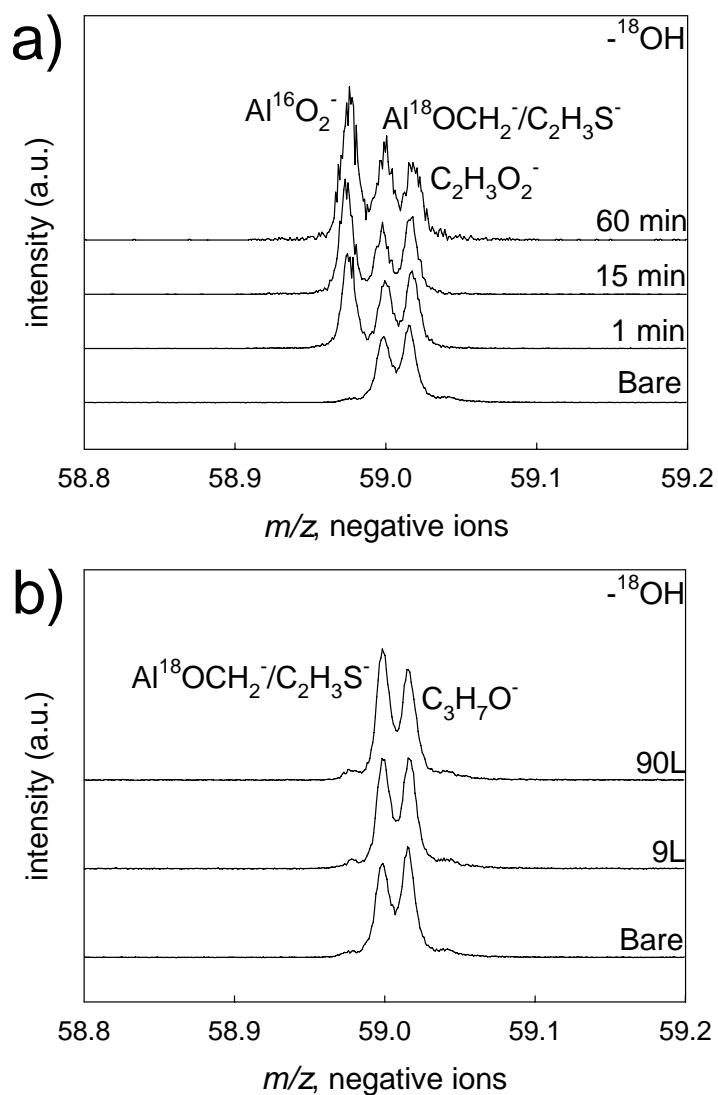 a)
-¹⁸OH
Al¹⁶O₂⁻
Al¹⁸OCH₂⁻/C₂H₃S⁻
C₂H₃O₂⁻
60 min
15 min
1 min
Bare
intensity (a.u.)
58.8 58.9 59.0 59.1 59.2
m/z, negative ions
b)
-¹⁸OH
Al¹⁸OCH₂⁻/C₂H₃S⁻
C₃H₇O⁻
90L
9L
Bare
intensity (a.u.)
58.8 58.9 59.0 59.1 59.2
m/z, negative ions